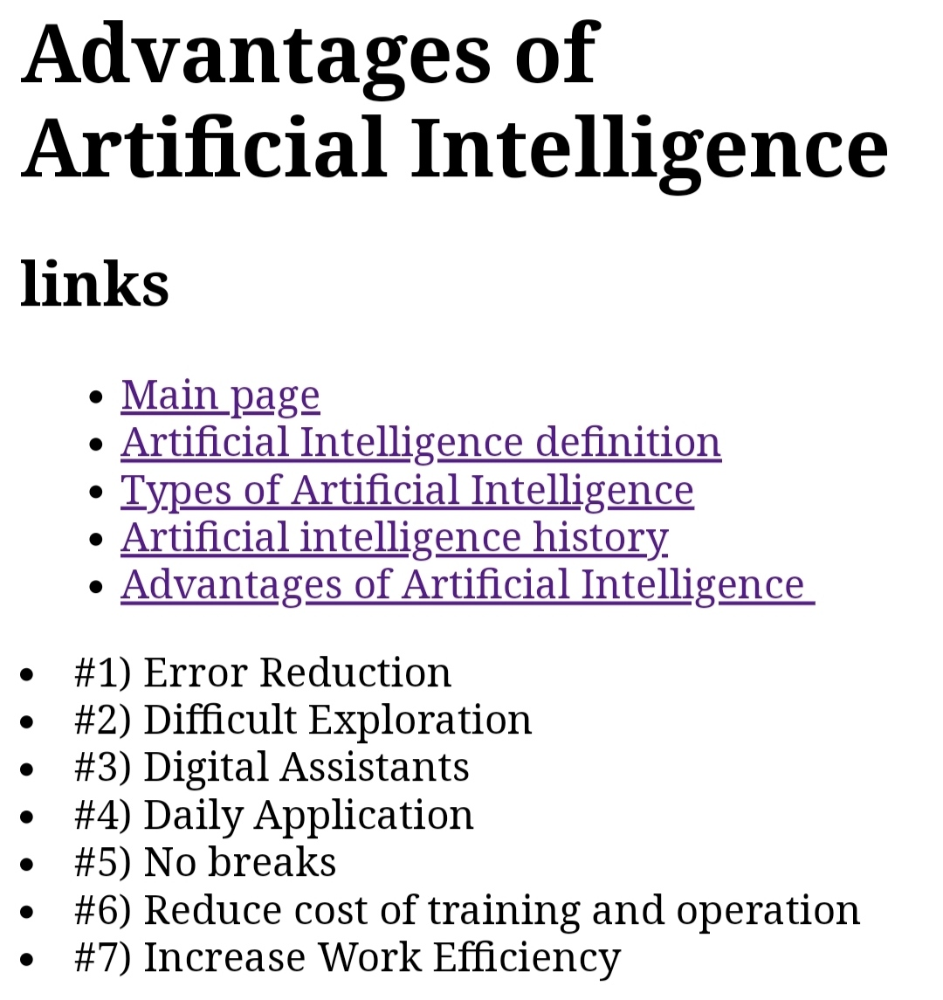 Advantages of
Artificial Intelligence
links
• Main page
• Artificial Intelligence definition
• Types of Artificial Intelligence
• Artificial intelligence history
• Advantages of Artificial Intelligence
• #1) Error Reduction
• #2) Difficult Exploration
• #3) Digital Assistants
• #4) Daily Application
• #5) No breaks
• #6) Reduce cost of training and operation
• #7) Increase Work Efficiency